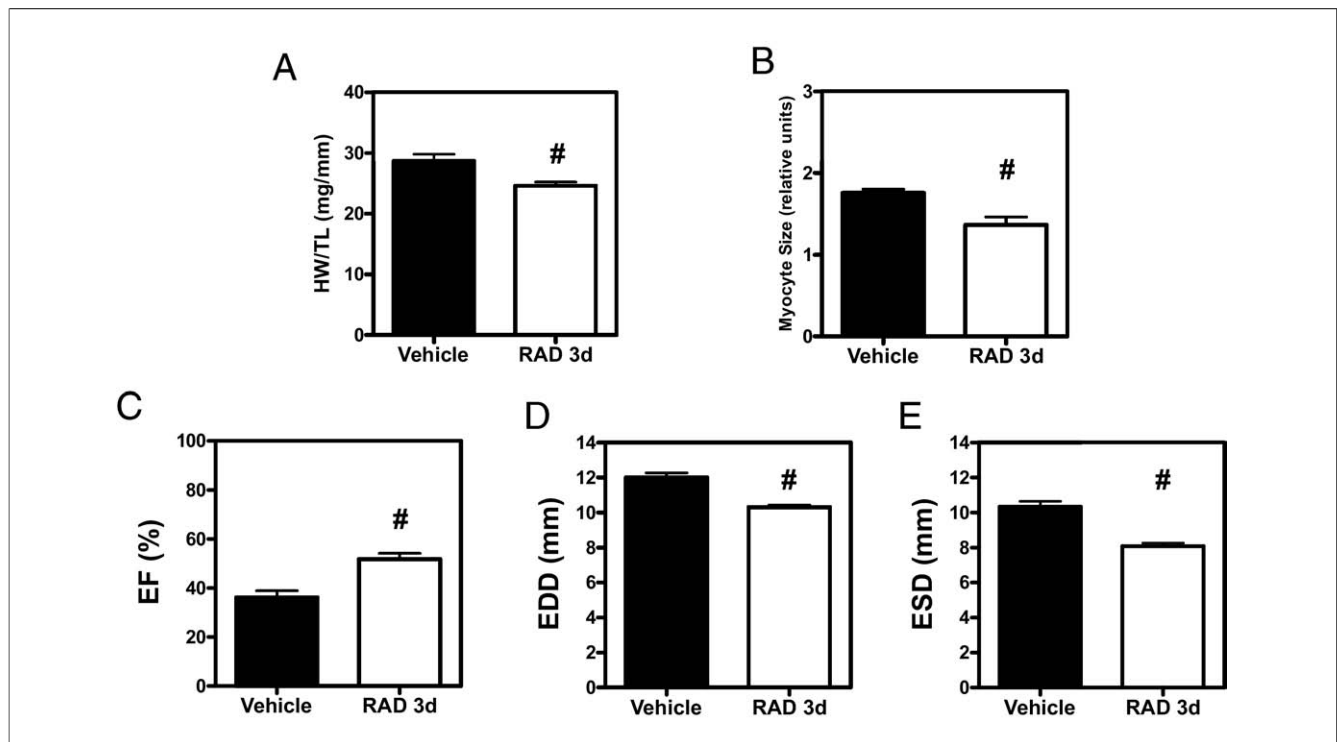 A
HW/TL (mg/mm)
40
30
20
10
0
#
Vehicle
RAD 3d
B
Myocyte Size (relative units)
3
2
1
0
#
Vehicle
RAD 3d
C
EF (%)
100
80
60
40
20
0
#
Vehicle
RAD 3d
D
EDD (mm)
14
12
10
8
6
4
2
0
#
Vehicle
RAD 3d
E
ESD (mm)
14
12
10
8
6
4
2
0
#
Vehicle
RAD 3d